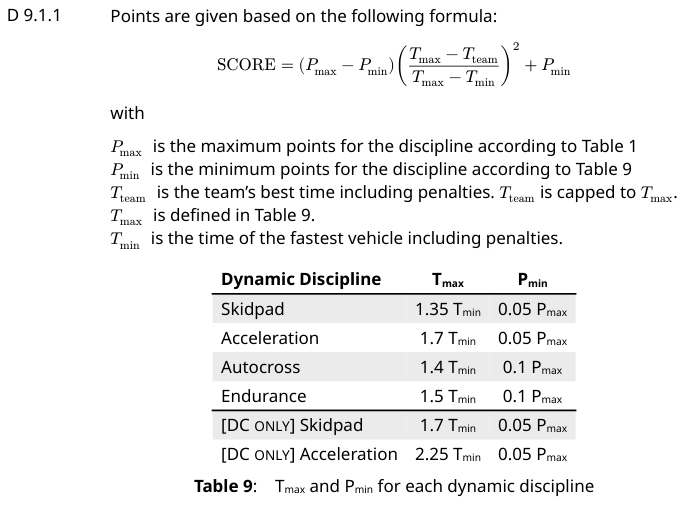 D 9.1.1 Points are given based on the following formula:
SCORE = (P_max − P_min) ((T_max − T_team) / (T_max − T_min))^2 + P_min
with
P_max is the maximum points for the discipline according to Table 1
P_min is the minimum points for the discipline according to Table 9
T_team is the team’s best time including penalties. T_team is capped to T_max.
T_max is defined in Table 9.
T_min is the time of the fastest vehicle including penalties.
Dynamic Discipline T_max P_min
Skidpad 1.35 T_min 0.05 P_max
Acceleration 1.7 T_min 0.05 P_max
Autocross 1.4 T_min 0.1 P_max
Endurance 1.5 T_min 0.1 P_max
[DC ONLY] Skidpad 1.7 T_min 0.05 P_max
[DC ONLY] Acceleration 2.25 T_min 0.05 P_max
Table 9: T_max and P_min for each dynamic discipline